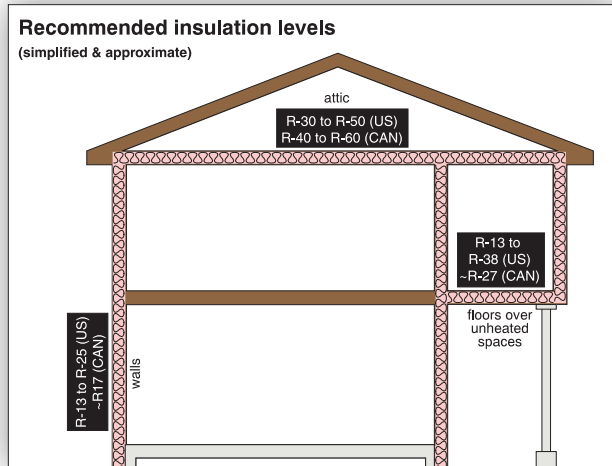 Recommended insulation levels
(simplified & approximate)
attic
R-30 to R-50 (US)
R-40 to R-60 (CAN)
R-13 to
R-38 (US)
~R-27 (CAN)
floors over
unheated
spaces
R-13 to R-25 (US)
~R17 (CAN)
walls